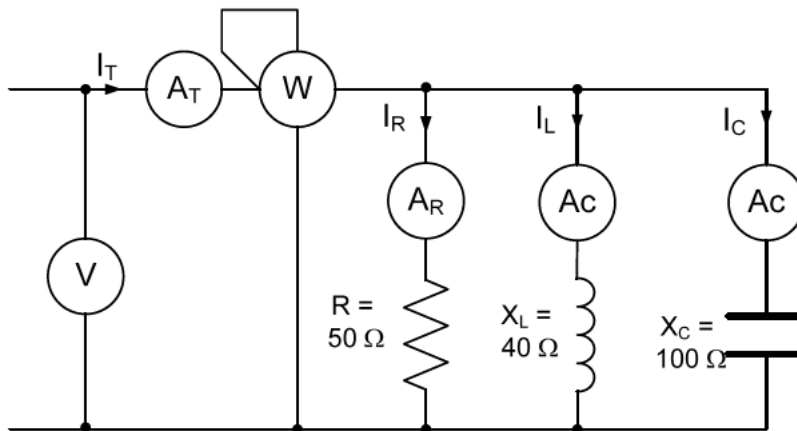 I_T
A_T
W
I_R
I_L
I_C
A_R
Ac
Ac
V
R =
50 Ω
X_L =
40 Ω
X_C =
100 Ω